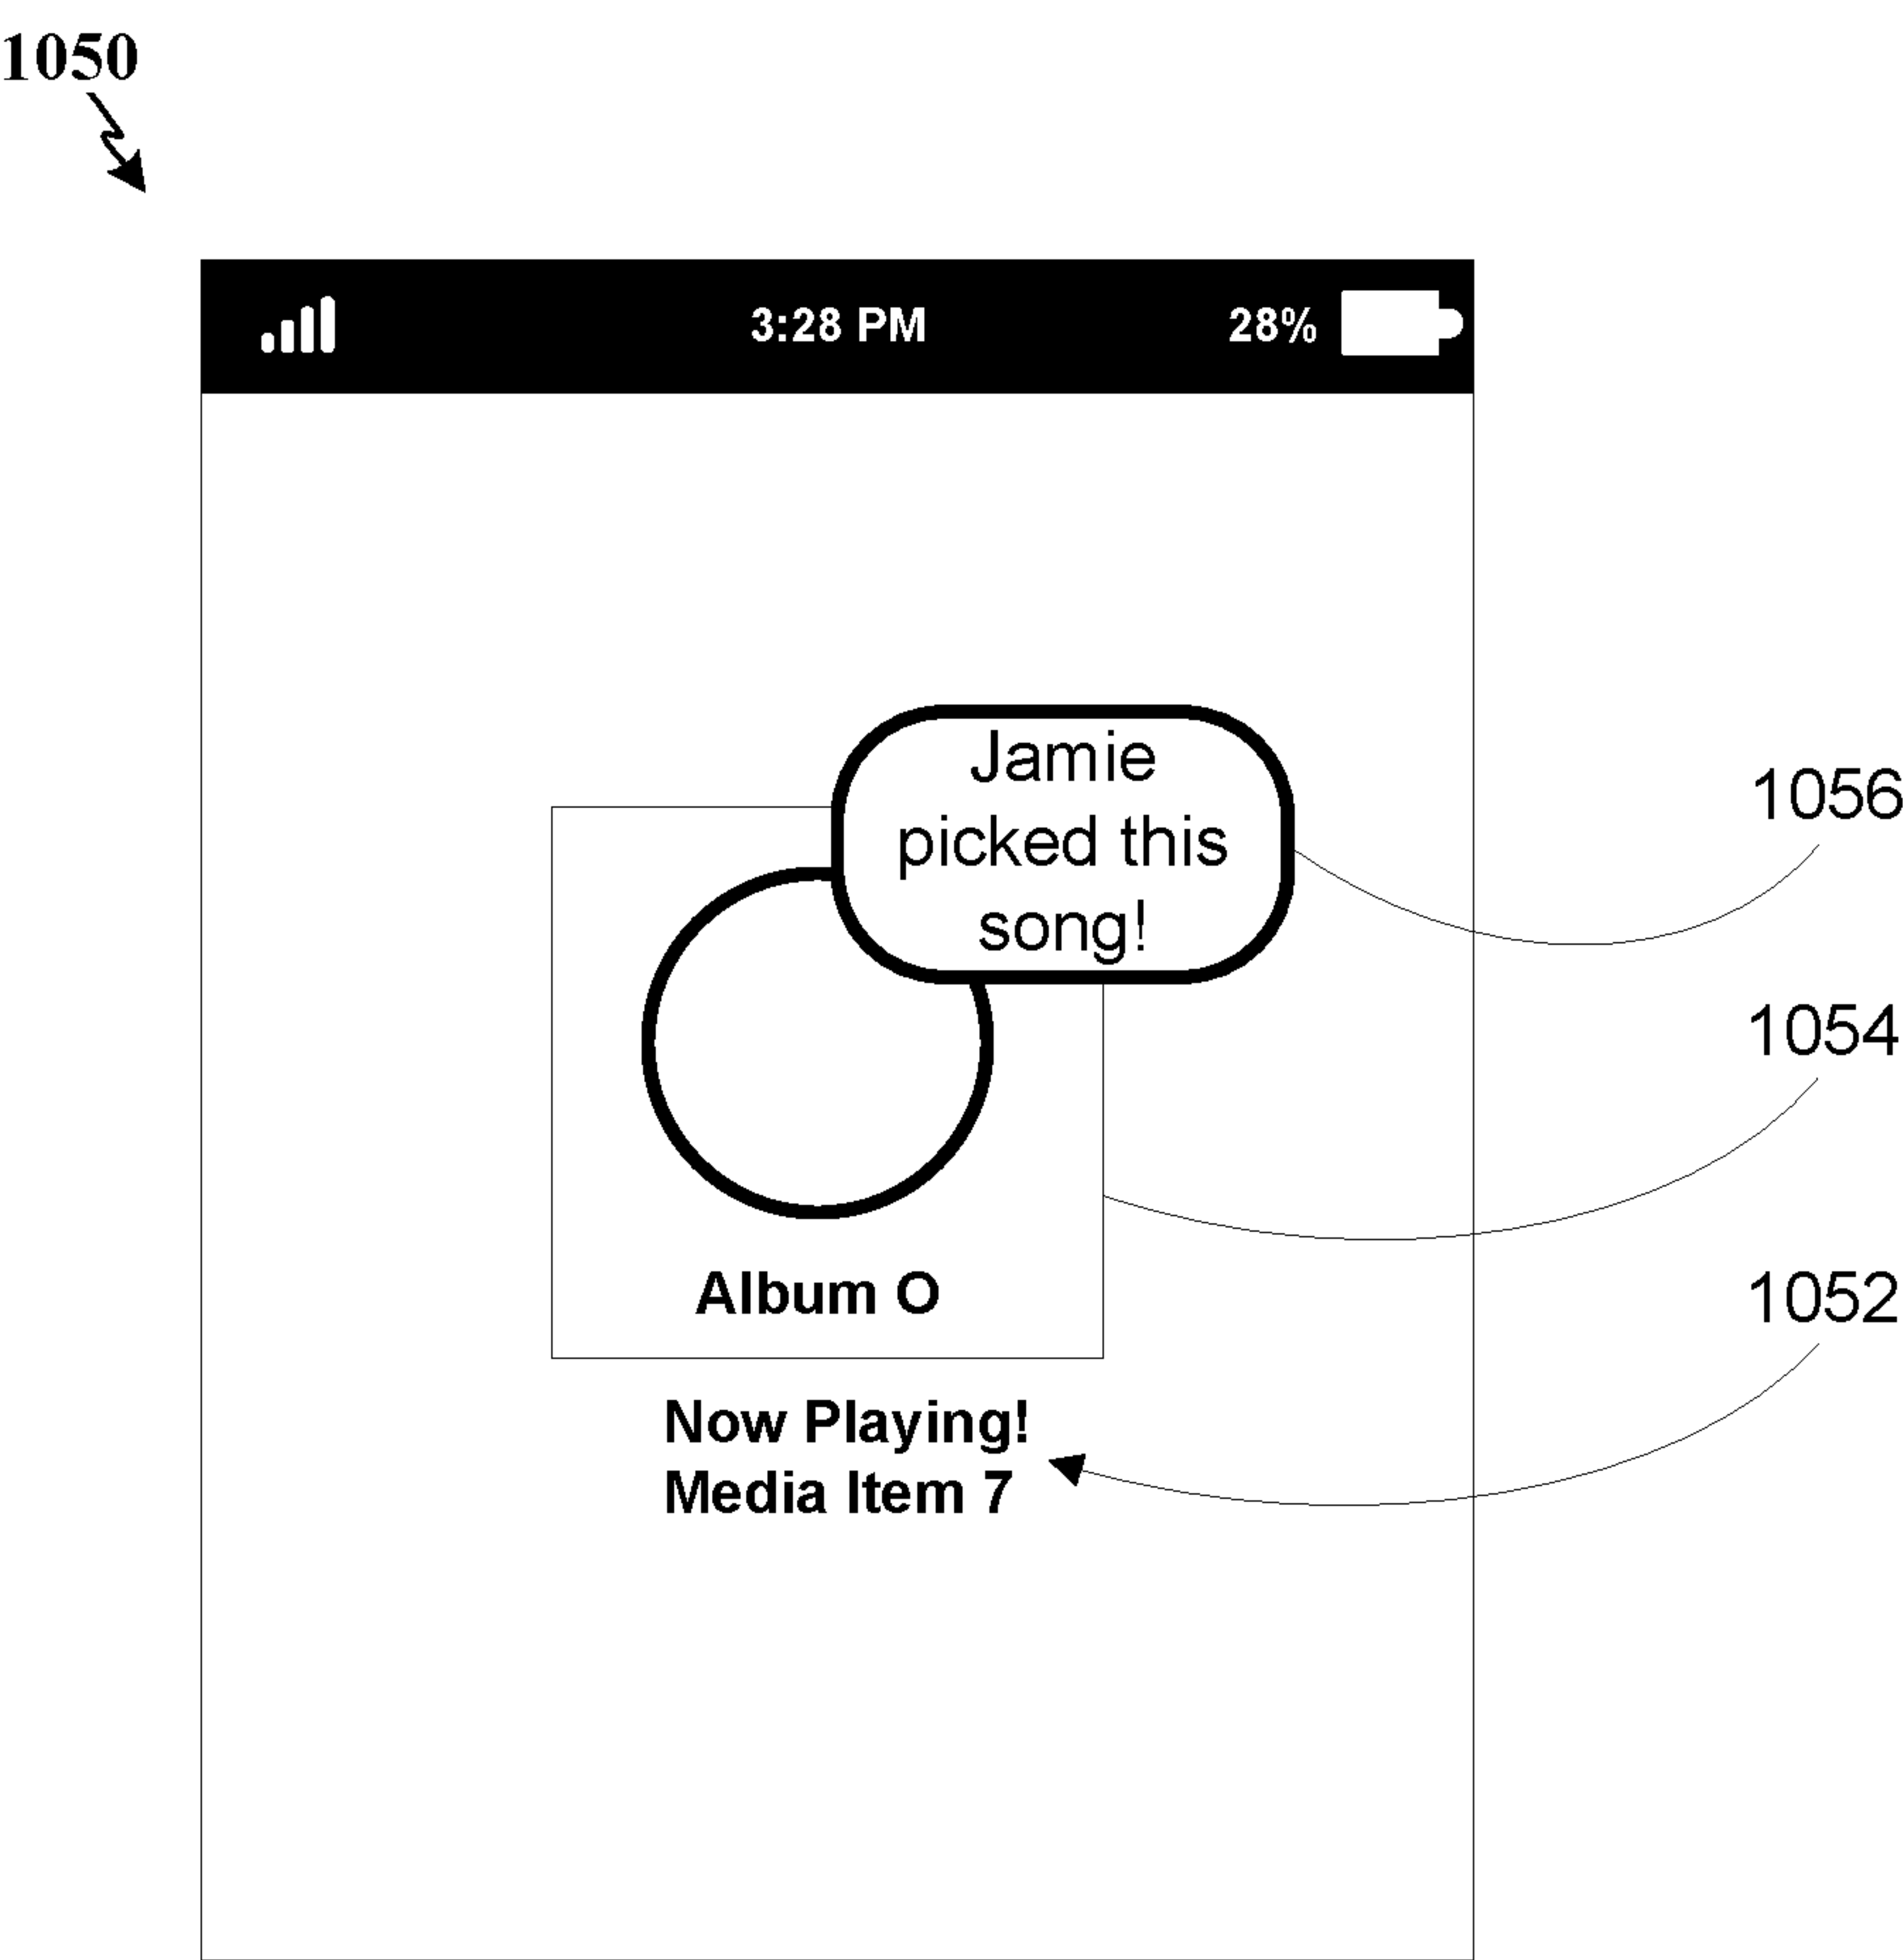 1050
3:28 PM 28%
Jamie
picked this
song!
1056
1054
Album O
1052
Now Playing!
Media Item 7